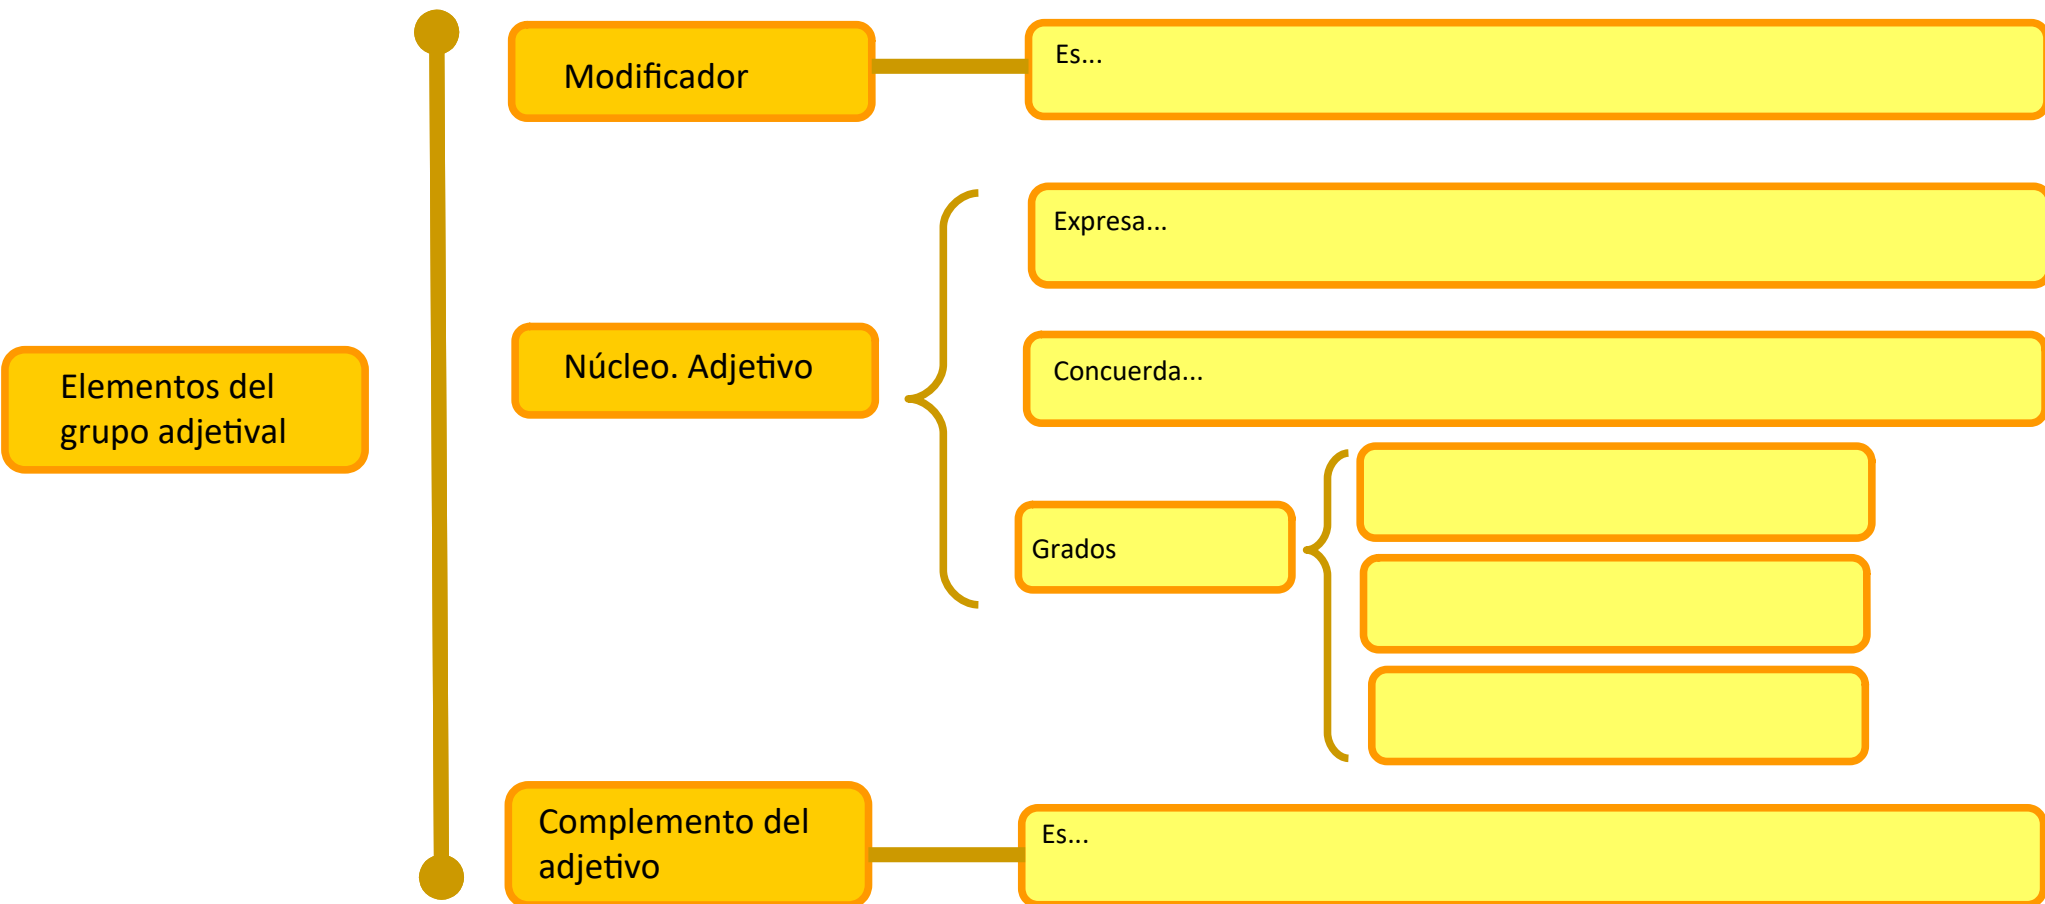 Modificador
Es...
Expresa...
Núcleo. Adjetivo
Concuerda...
Elementos del
grupo adjetival
Grados
Complemento del
adjetivo
Es...